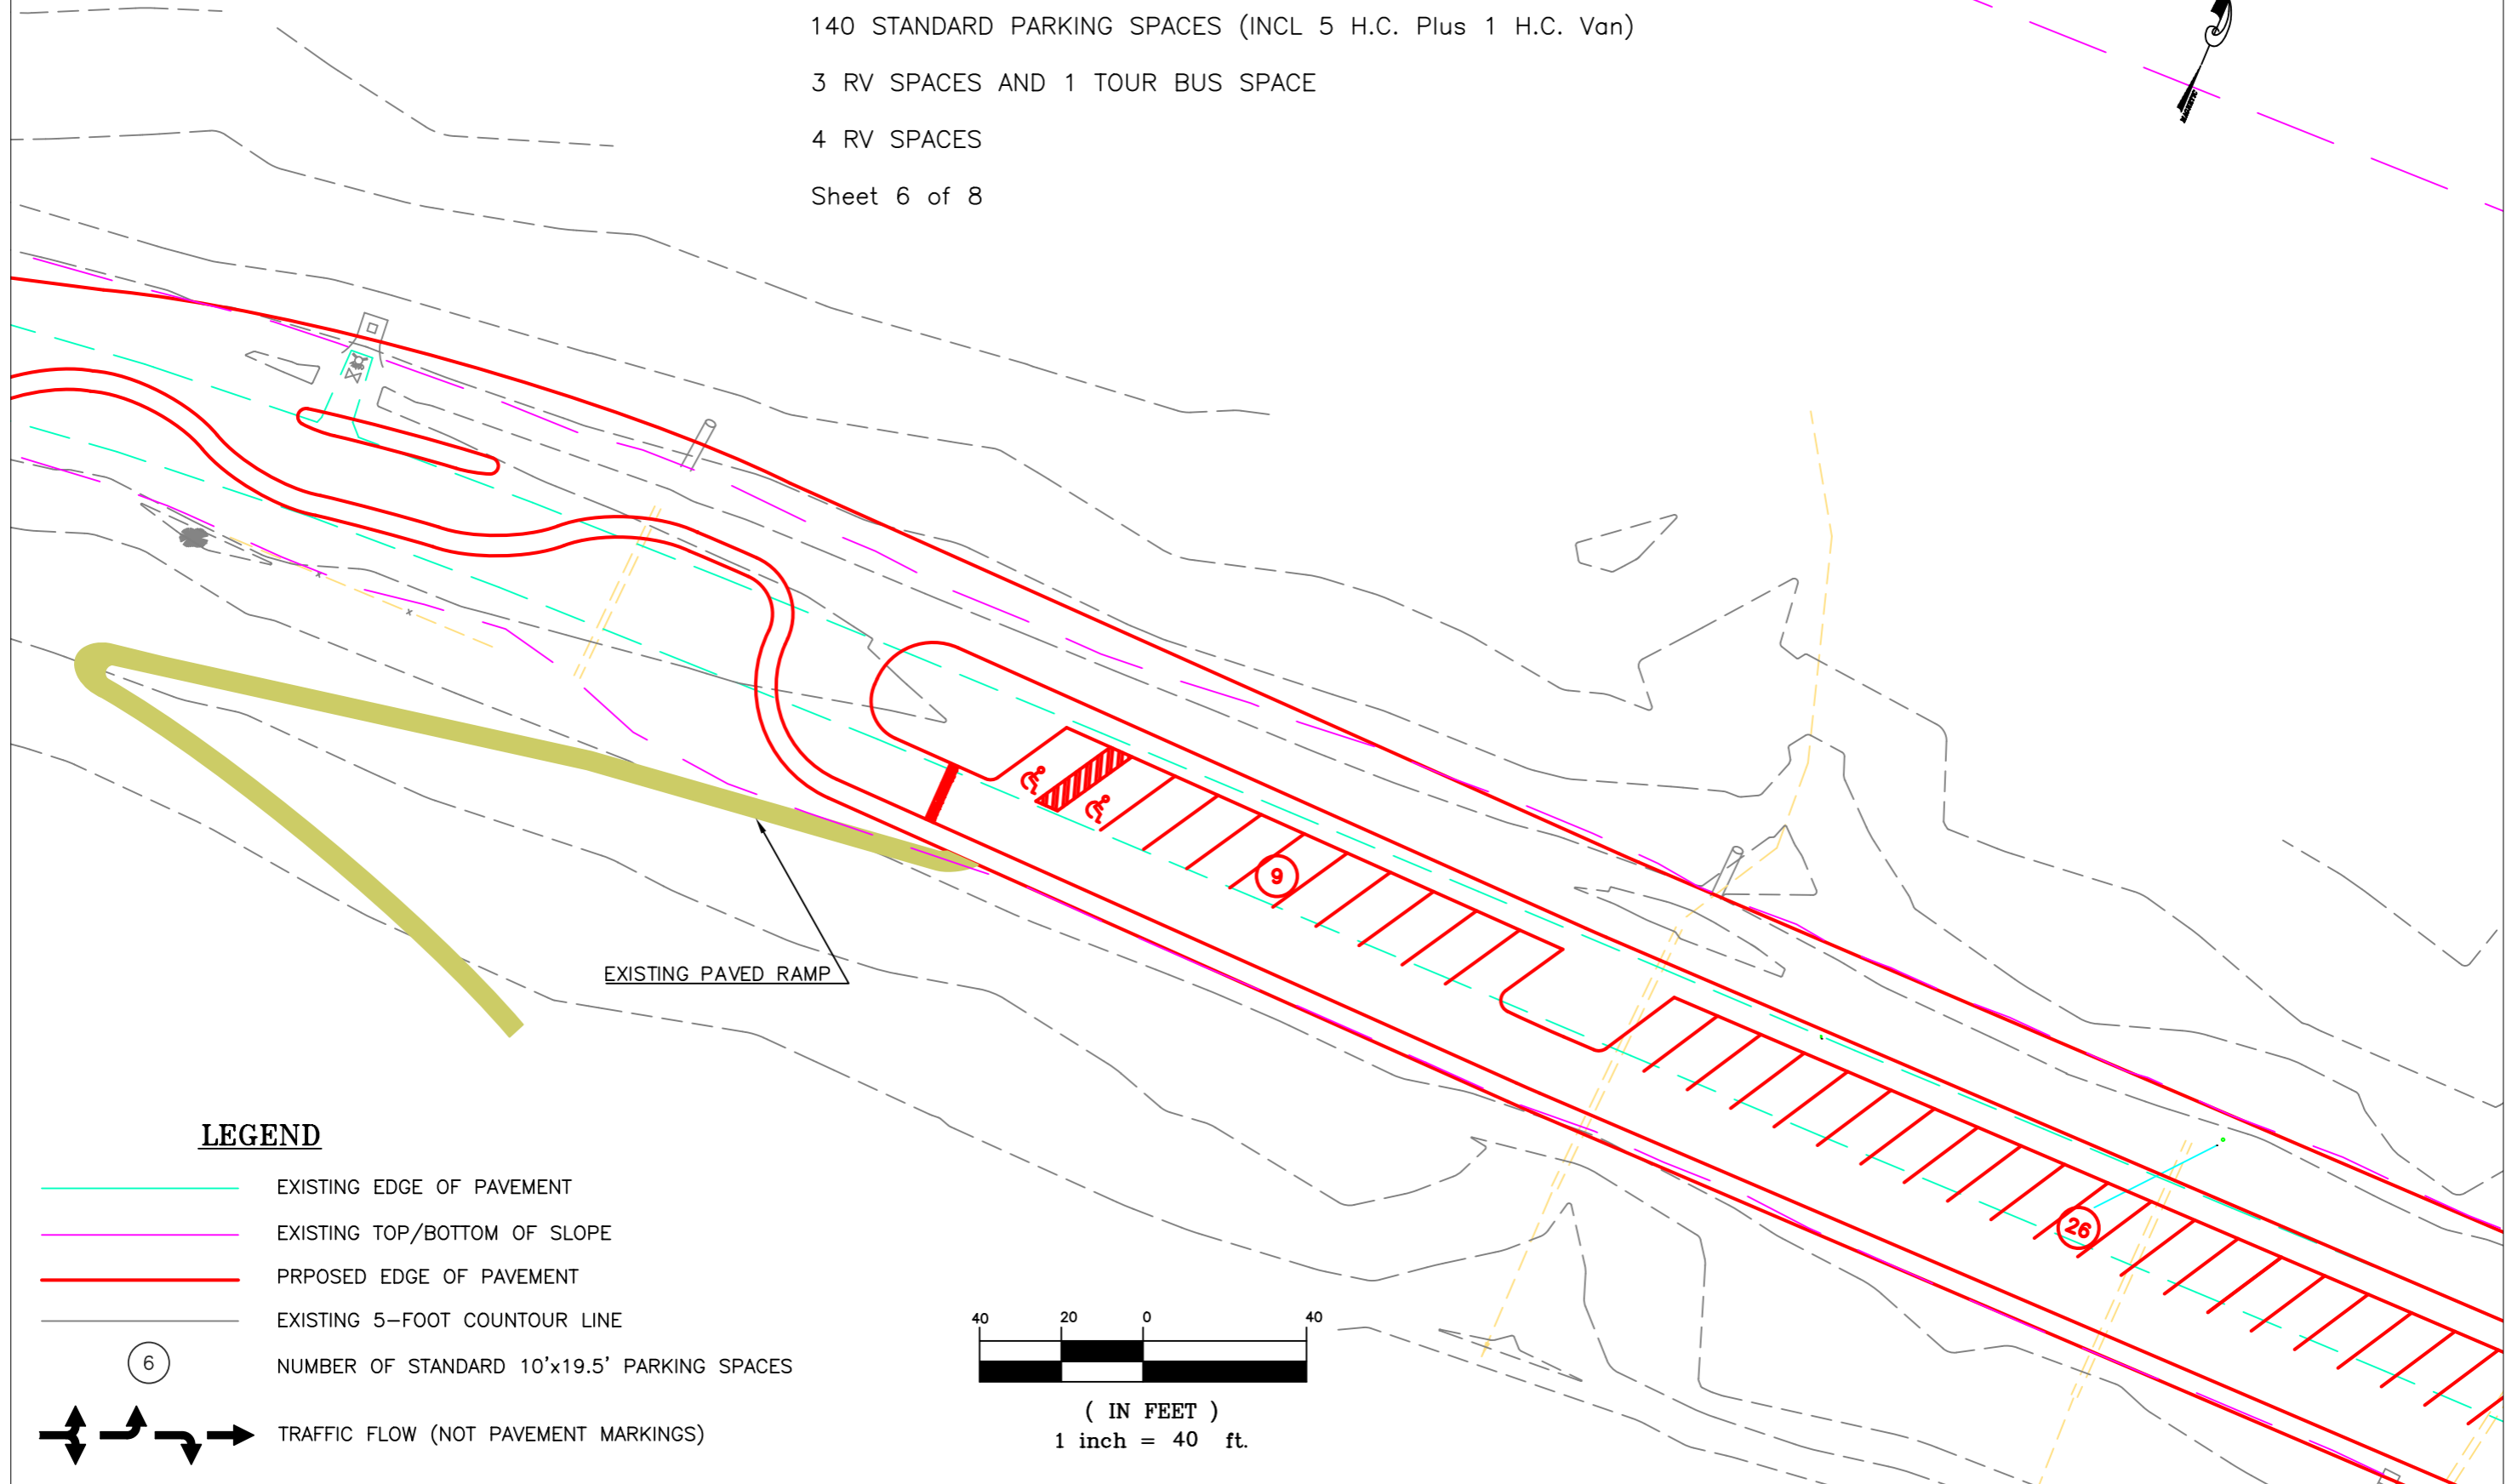 140 STANDARD PARKING SPACES (INCL 5 H.C. Plus 1 H.C. Van)
3 RV SPACES AND 1 TOUR BUS SPACE
4 RV SPACES
Sheet 6 of 8
MAGNETIC
9
EXISTING PAVED RAMP
26
LEGEND
EXISTING EDGE OF PAVEMENT
EXISTING TOP/BOTTOM OF SLOPE
PRPOSED EDGE OF PAVEMENT
EXISTING 5-FOOT COUNTOUR LINE
6 NUMBER OF STANDARD 10'x19.5' PARKING SPACES
TRAFFIC FLOW (NOT PAVEMENT MARKINGS)
40 20 0 40
( IN FEET )
1 inch = 40 ft.